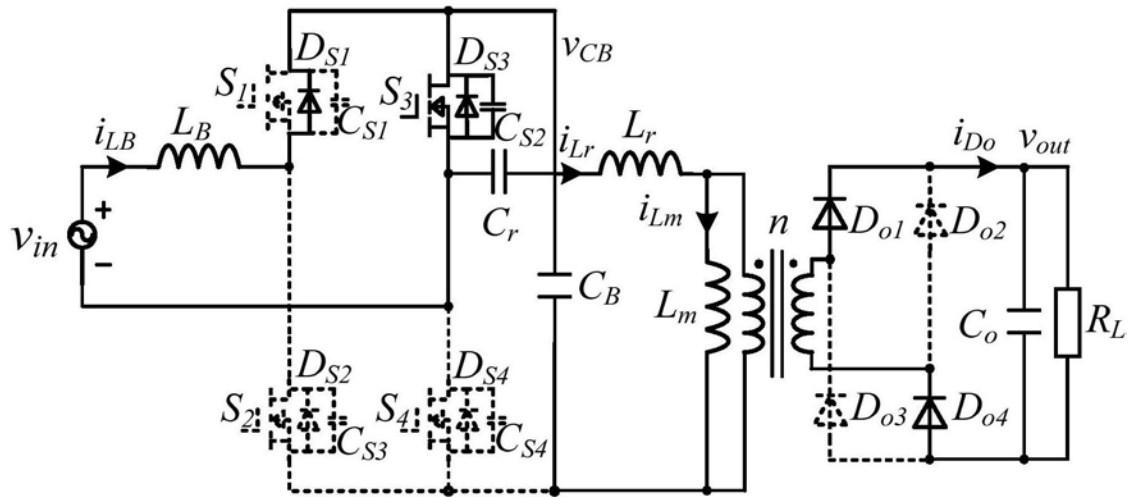 D_{S1}
v_{CB}
D_{S3}
S_1
S_3
C_{S1}
C_{S2}
i_{LB}
L_B
i_{Lr}
L_r
i_{Do}
v_{out}
C_r
i_{Lm}
n
D_{o1}
D_{o2}
+
v_{in}
−
C_B
L_m
C_o
R_L
D_{S2}
D_{S4}
S_2
S_4
C_{S3}
C_{S4}
D_{o3}
D_{o4}